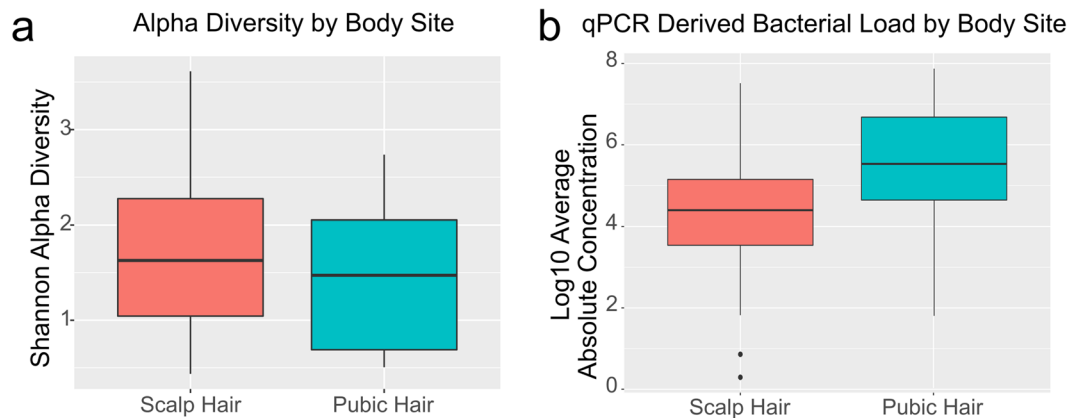 a
Alpha Diversity by Body Site
Shannon Alpha Diversity
3
2
1
Scalp Hair
Pubic Hair
b
qPCR Derived Bacterial Load by Body Site
Log10 Average
Absolute Concentration
8
6
4
2
0
Scalp Hair
Pubic Hair